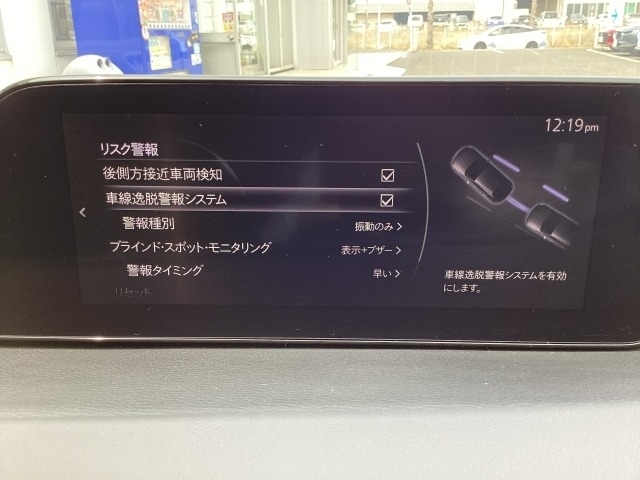 12:19pm
リスク警報
後側方接近車両検知
車線逸脱警報システム
警報種別 振動のみ
ブラインド・スポット・モニタリング 表示+ブザー
警報タイミング 早い
リセット
車線逸脱警報システムを有効
にします。